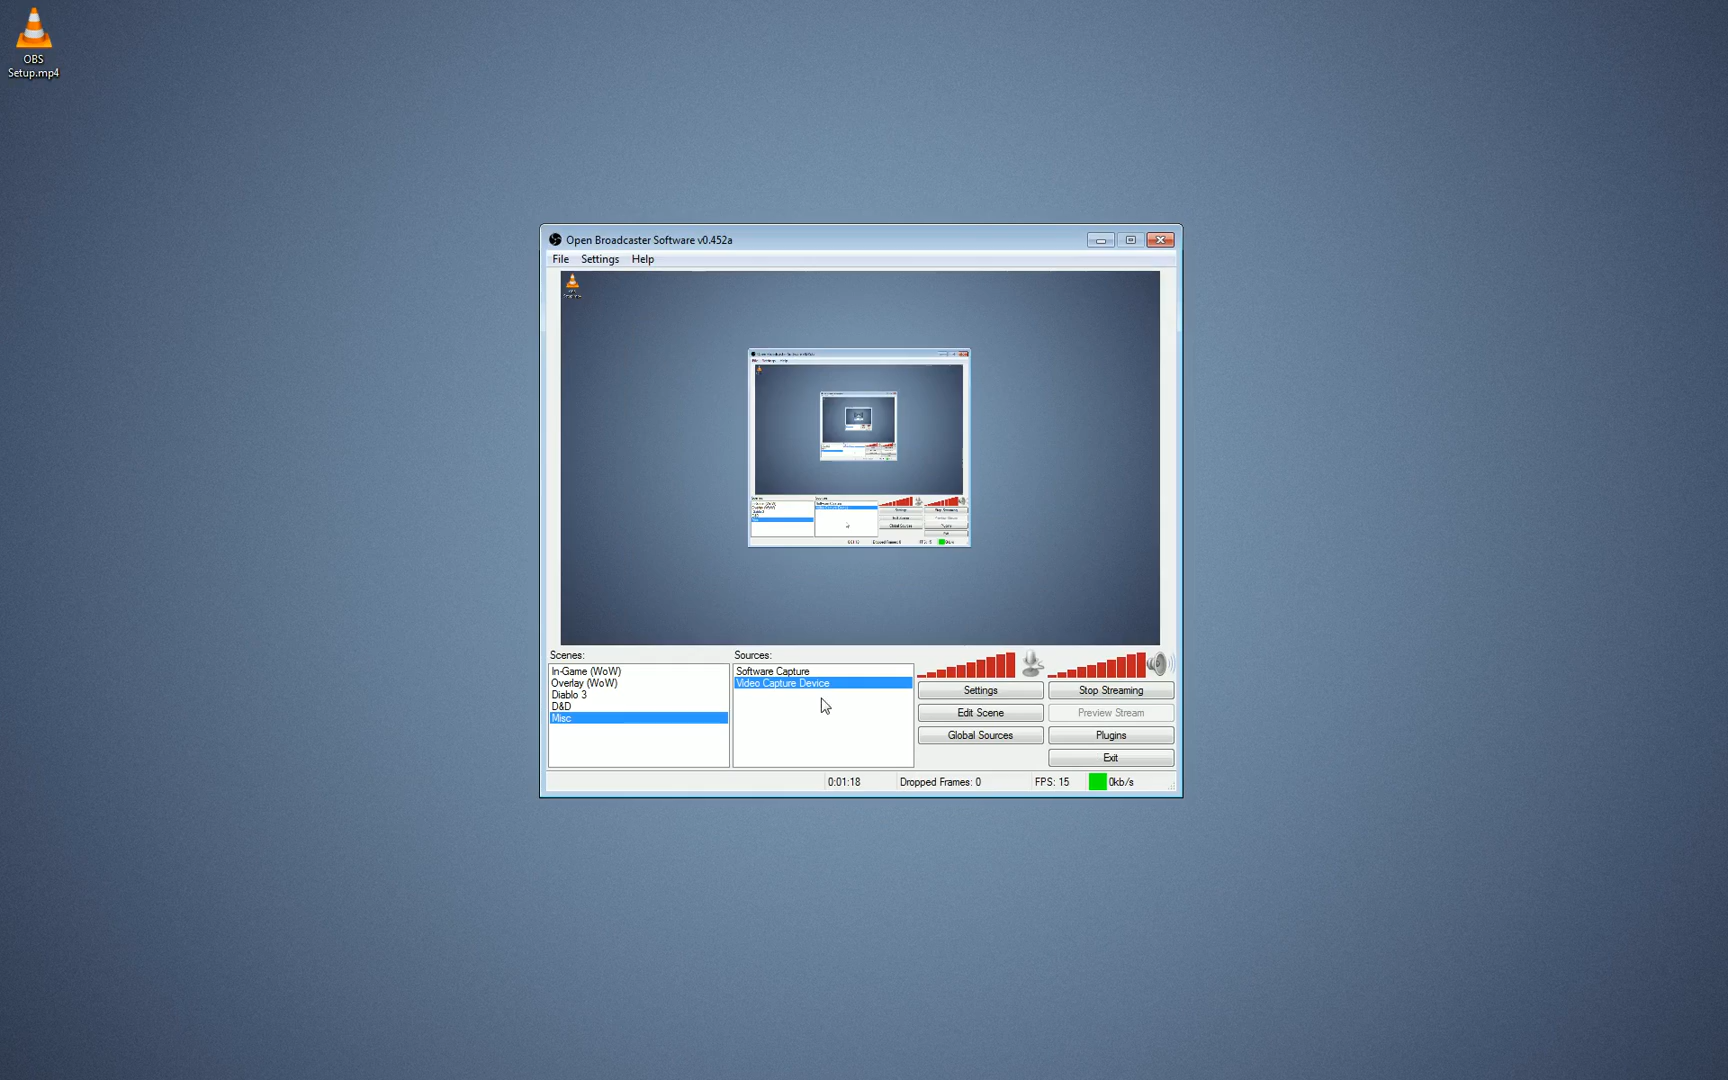 OBS
Setup.mp4
Open Broadcaster Software v0.452a
File Settings Help
Scenes:
Sources:
In-Game (WoW)
Overlay (WoW)
Diablo 3
D&D
Misc
Software Capture
Video Capture Device
Settings
Stop Streaming
Edit Scene
Preview Stream
Global Sources
Plugins
Exit
0:01:18
Dropped Frames: 0
FPS: 15
0kb/s